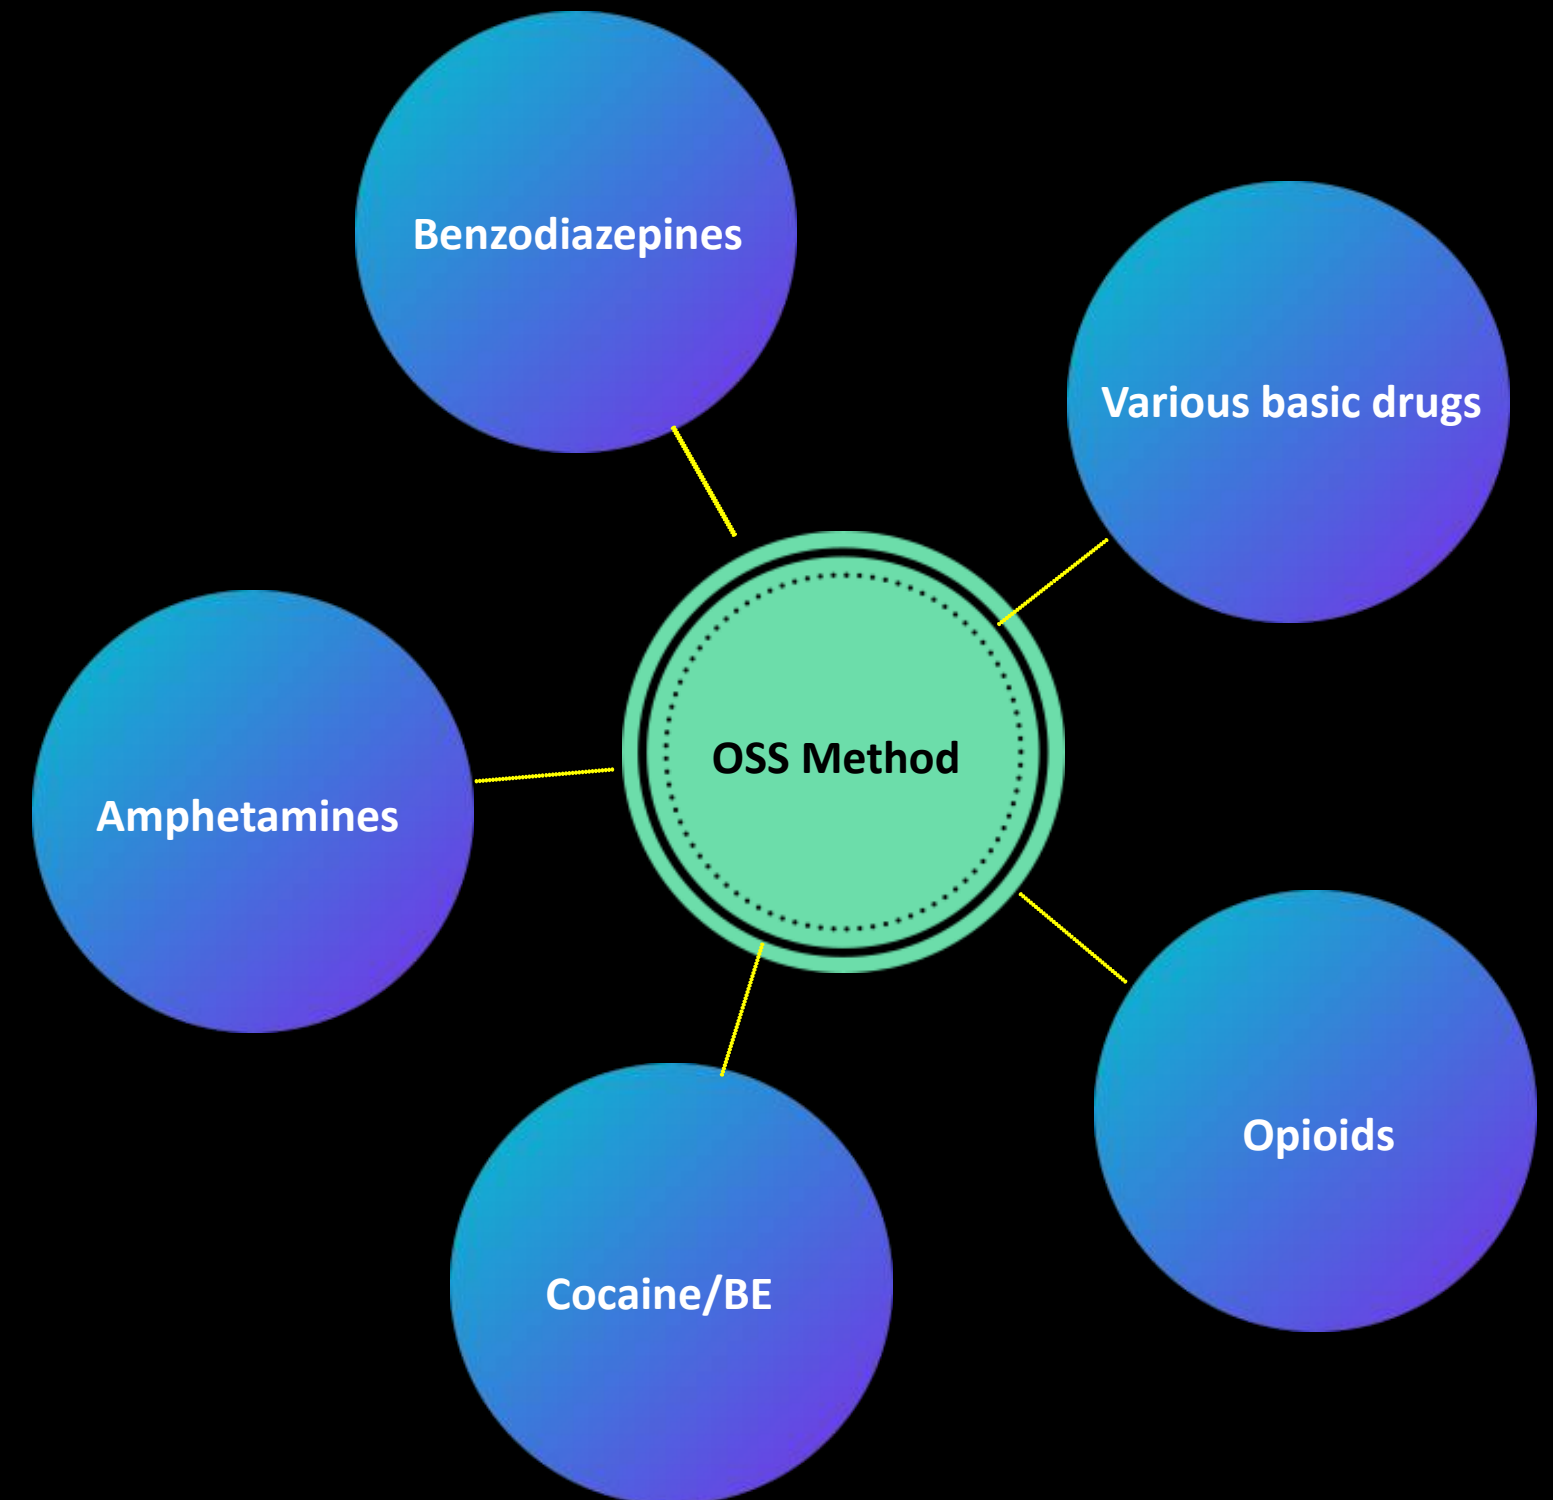 Benzodiazepines
Various basic drugs
OSS Method
Amphetamines
Opioids
Cocaine/BE